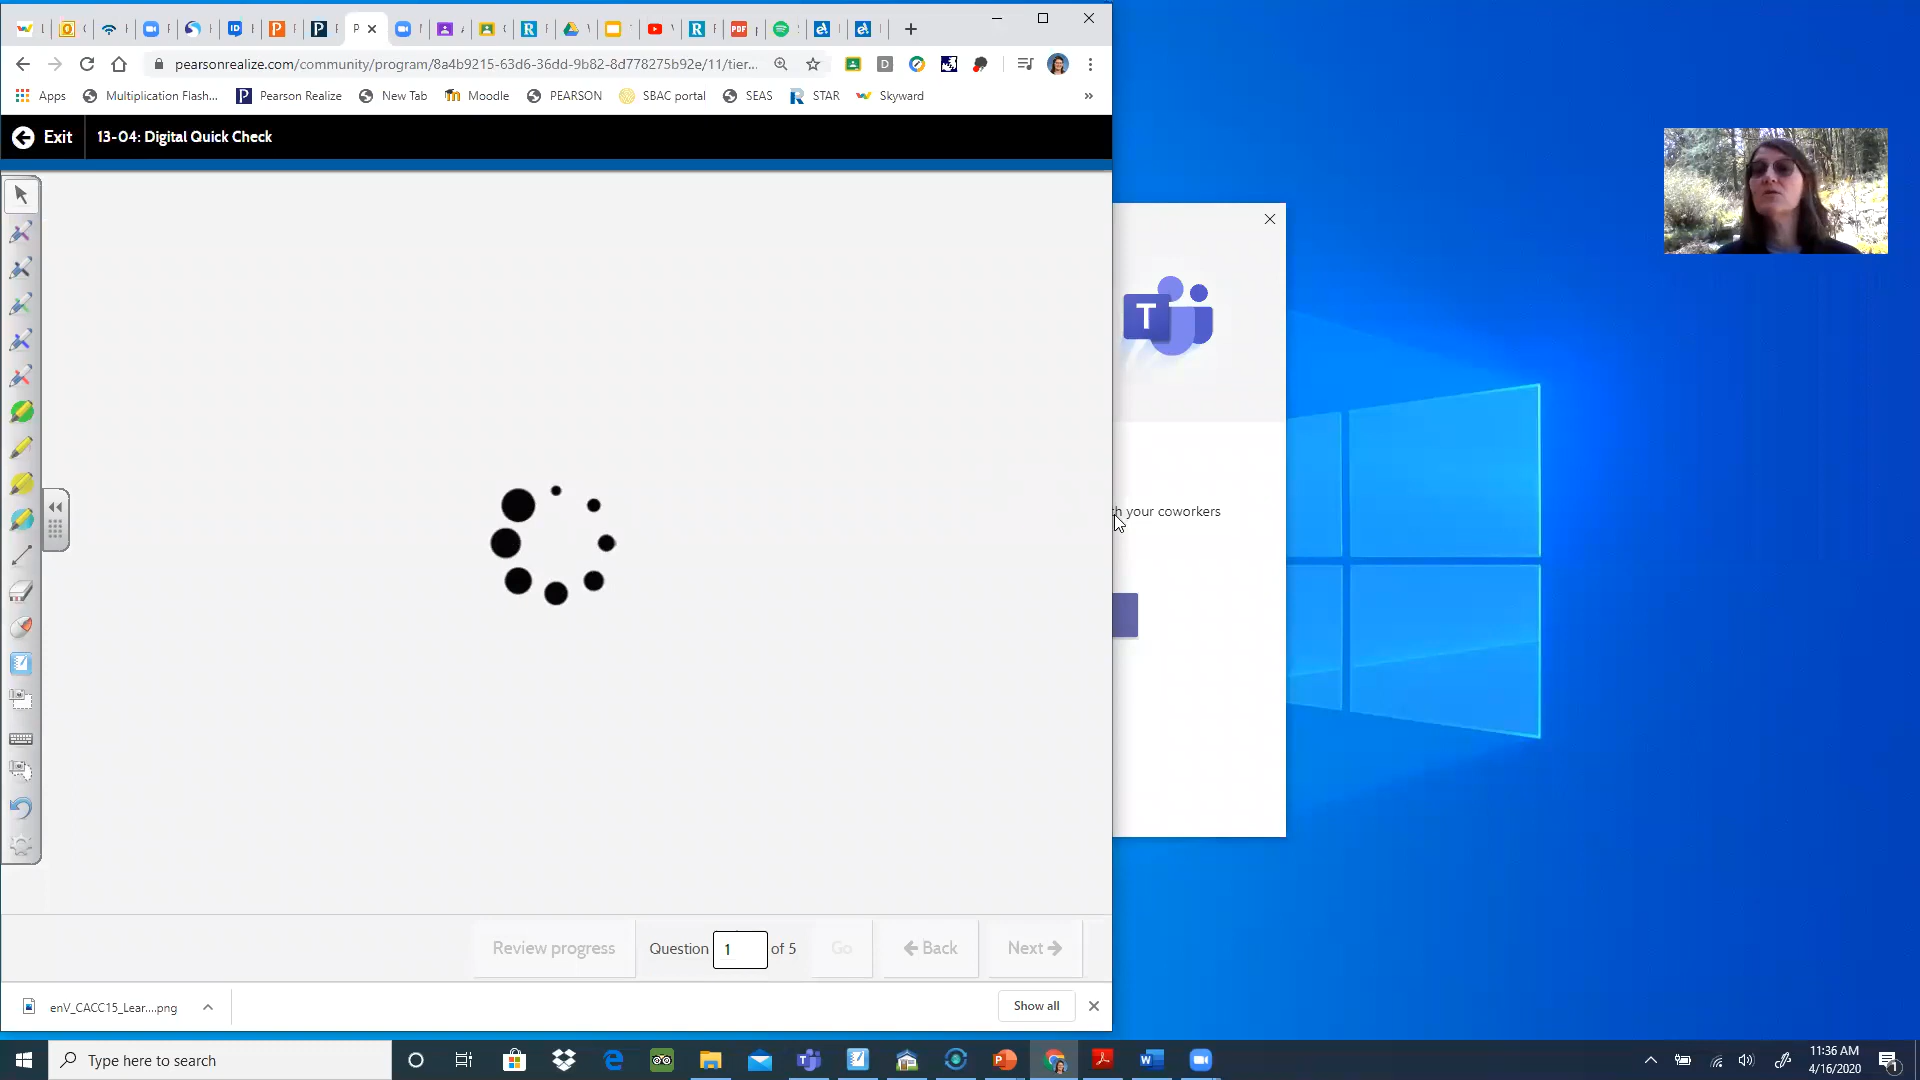 pearsonrealize.com/community/program/8a4b9215-63d6-36dd-9b82-8d778275b92e/11/tier...
Apps Multiplication Flash... Pearson Realize New Tab Moodle PEARSON SBAC portal SEAS STAR Skyward »
Exit 13-04: Digital Quick Check
T
your coworkers
Review progress Question 1 of 5 Go Back Next
enV_CACC15_Lear....png Show all
Type here to search
11:36 AM
4/16/2020